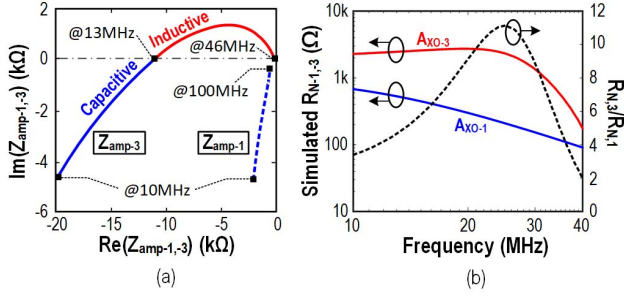 (a)
2
0
-2
-4
-6
Im(Zamp-1,-3) (kΩ)
@13MHz
Inductive
@46MHz
Capacitive
@100MHz
Zamp-3
Zamp-1
@10MHz
-20
-15
-10
-5
0
Re(Zamp-1,-3) (kΩ)
(a)
(b)
10k
1k
100
10
Simulated RN-1,3 (Ω)
AXO-3
AXO-1
12
10
8
6
4
2
0
RN,3/RN,1
10
20
30
40
Frequency (MHz)
(b)